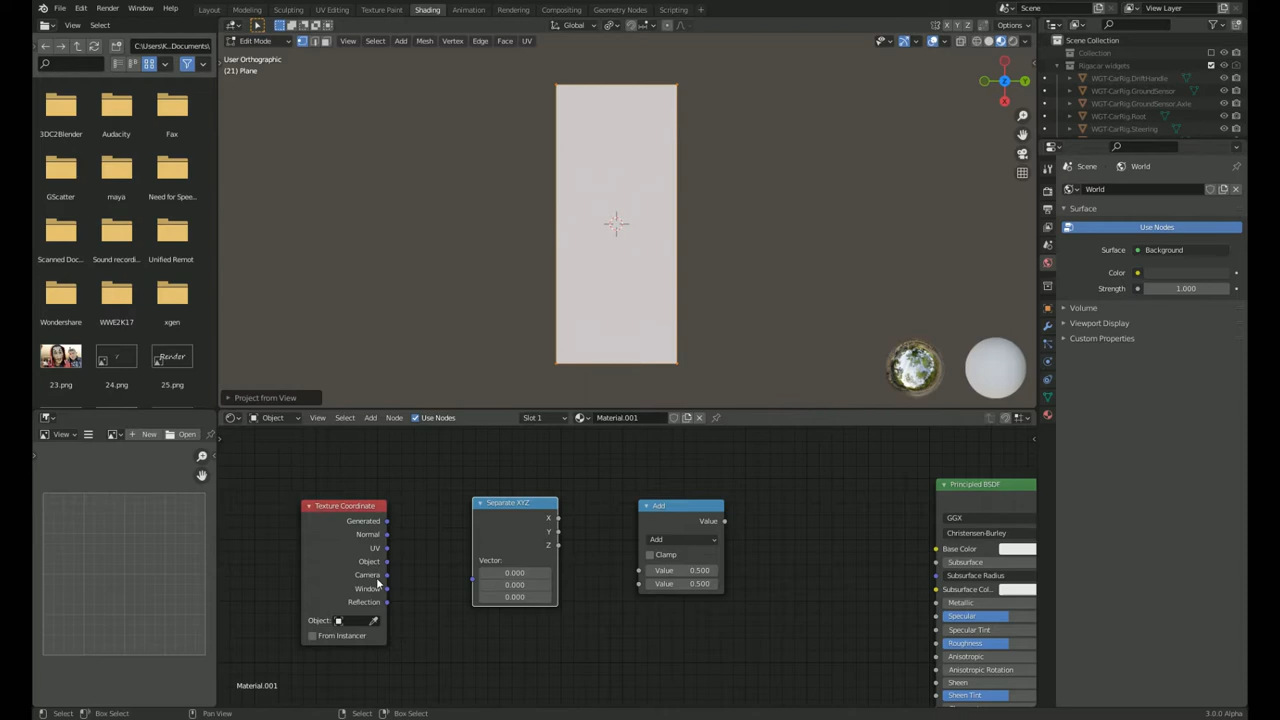 File Edit Render Window Help
Layout Modeling Sculpting UV Editing Texture Paint Shading Animation Rendering Compositing Geometry Nodes Scripting +
Scene View Layer
View Select Global Options
C:\Users\K...Documents\
Edit Mode View Select Add Mesh Vertex Edge Face UV
Scene Collection
Collection
Rigacar widgets
WGT-CarRig.DriftHandle
WGT-CarRig.GroundSensor
WGT-CarRig.GroundSensor.Axle
WGT-CarRig.Root
WGT-CarRig.Steering
User Orthographic
(21) Plane
3DC2Blender Audacity Fax
GScatter maya Need for Spee...
Scanned Doc... Sound recordi... Unified Remot
Wondershare WWE2K17 xgen
Render
23.png 24.png 25.png
Z
Y
X
Scene World
World
Surface
Use Nodes
Surface Background
Color
Strength 1.000
Volume
Viewport Display
Custom Properties
Project from View
Object View Select Add Node Use Nodes Slot 1 Material.001
View New Open
Texture Coordinate
Generated
Normal
UV
Object
Camera
Window
Reflection
Object:
From Instancer
Separate XYZ
X
Y
Z
Vector:
0.000
0.000
0.000
Add
Value
Add
Clamp
Value 0.500
Value 0.500
Principled BSDF
GGX
Christensen-Burley
Base Color
Subsurface
Subsurface Radius
Subsurface Col...
Metallic
Specular
Specular Tint
Roughness
Anisotropic
Anisotropic Rotation
Sheen
Sheen Tint
Material.001
Select Box Select Pan View Select Box Select 3.0.0 Alpha